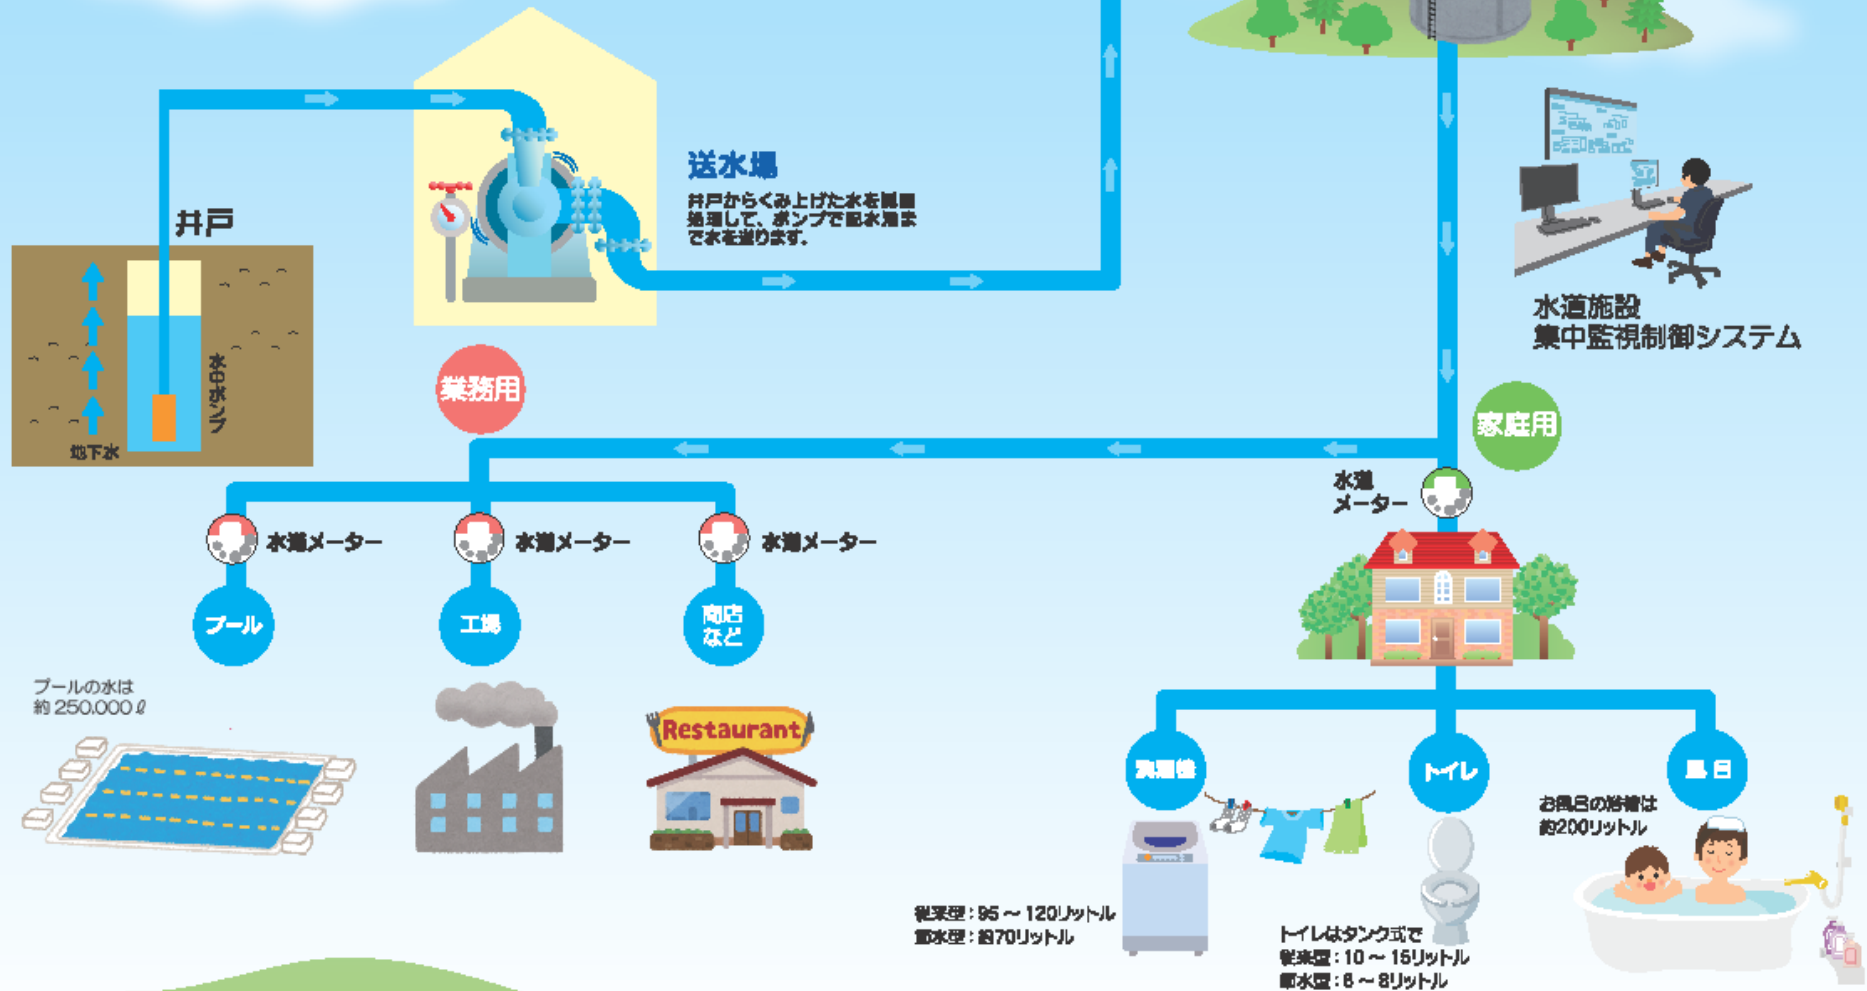 送水場
井戸からくみ上げた水を滅菌
処理して、ポンプで配水池ま
で水を送ります。
井戸
水中ポンプ
地下水
水道施設
集中監視制御システム
業務用
家庭用
水道
メーター
水道メーター
水道メーター
水道メーター
プール
工場
商店
など
プールの水は
約250.000ℓ
Restaurant
洗濯機
トイレ
風呂
お風呂の浴槽は
約200リットル
従来型：95～120リットル
節水型：約70リットル
トイレはタンク式で
従来型：10～15リットル
節水型：6～8リットル